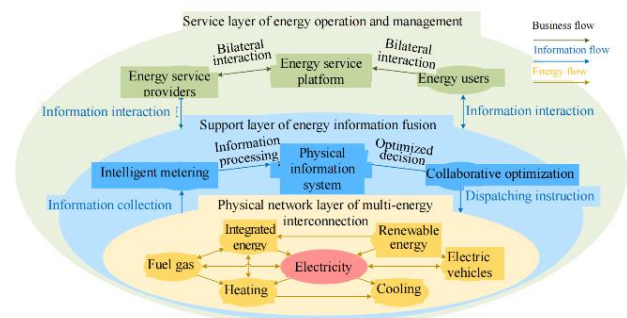 Service layer of energy operation and management
Business flow
Information flow
Energy flow
Bilateral
interaction
Bilateral
interaction
Energy service
providers
Energy service
platform
Energy users
Information interaction
Information interaction
Support layer of energy information fusion
Information
processing
Optimized
decision
Intelligent metering
Physical
information
system
Collaborative optimization
Information collection
Dispatching instruction
Physical network layer of multi-energy
interconnection
Integrated
energy
Renewable
energy
Fuel gas
Electricity
Electric
vehicles
Heating
Cooling